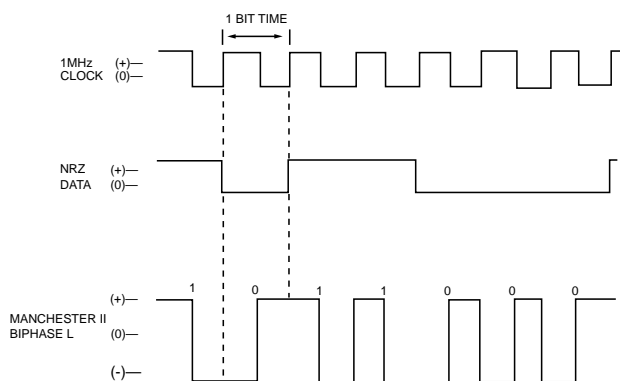 1 BIT TIME
1MHz (+)—
CLOCK (0)—
NRZ (+)—
DATA (0)—
1 0 1 1 0 0 0
(+)—
MANCHESTER II (0)—
BIPHASE L
(-)—